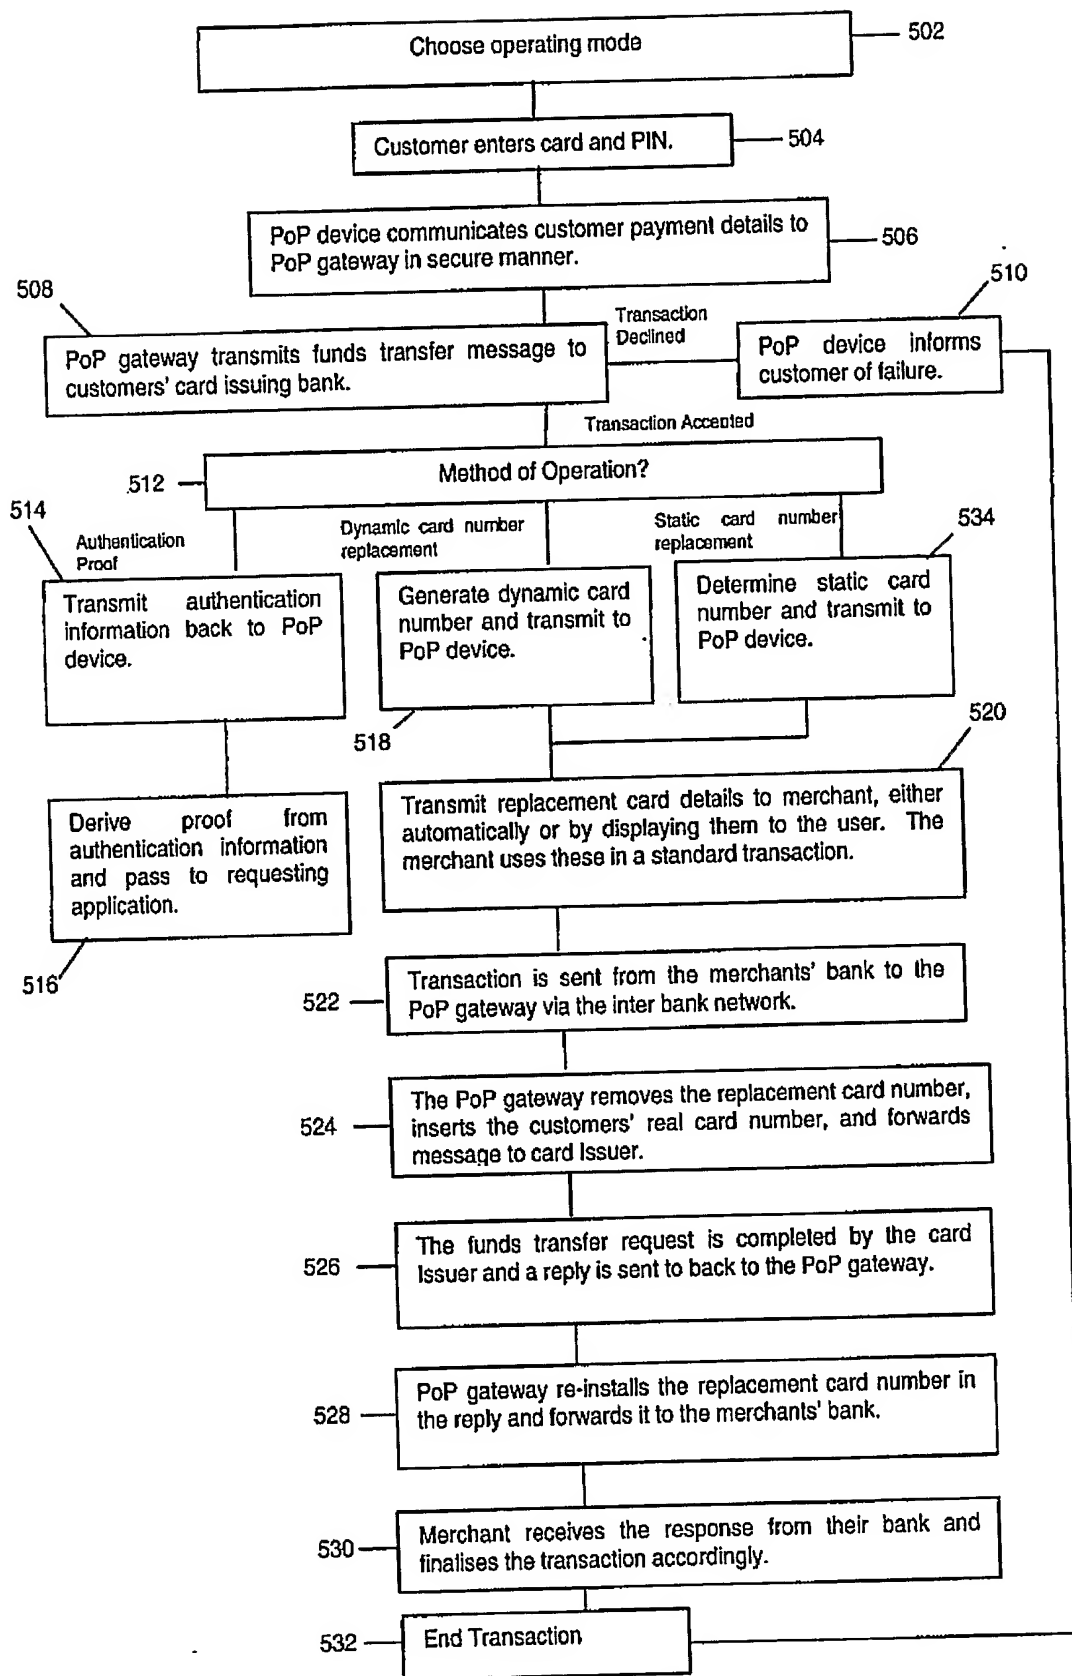 Choose operating mode
502
Customer enters card and PIN.
504
PoP device communicates customer payment details to
PoP gateway in secure manner.
506
508
510
PoP gateway transmits funds transfer message to
customers' card issuing bank.
Transaction
Declined
PoP device informs
customer of failure.
Transaction Accepted
512
Method of Operation?
514
Authentication
Proof
Dynamic card number
replacement
Static card number
replacement
534
Transmit authentication
information back to PoP
device.
Generate dynamic card
number and transmit to
PoP device.
Determine static card
number and transmit to
PoP device.
518
520
Derive proof from
authentication information
and pass to requesting
application.
516
Transmit replacement card details to merchant, either
automatically or by displaying them to the user. The
merchant uses these in a standard transaction.
522
Transaction is sent from the merchants' bank to the
PoP gateway via the inter bank network.
524
The PoP gateway removes the replacement card number,
inserts the customers' real card number, and forwards
message to card Issuer.
526
The funds transfer request is completed by the card
Issuer and a reply is sent to back to the PoP gateway.
528
PoP gateway re-installs the replacement card number in
the reply and forwards it to the merchants' bank.
530
Merchant receives the response from their bank and
finalises the transaction accordingly.
532
End Transaction